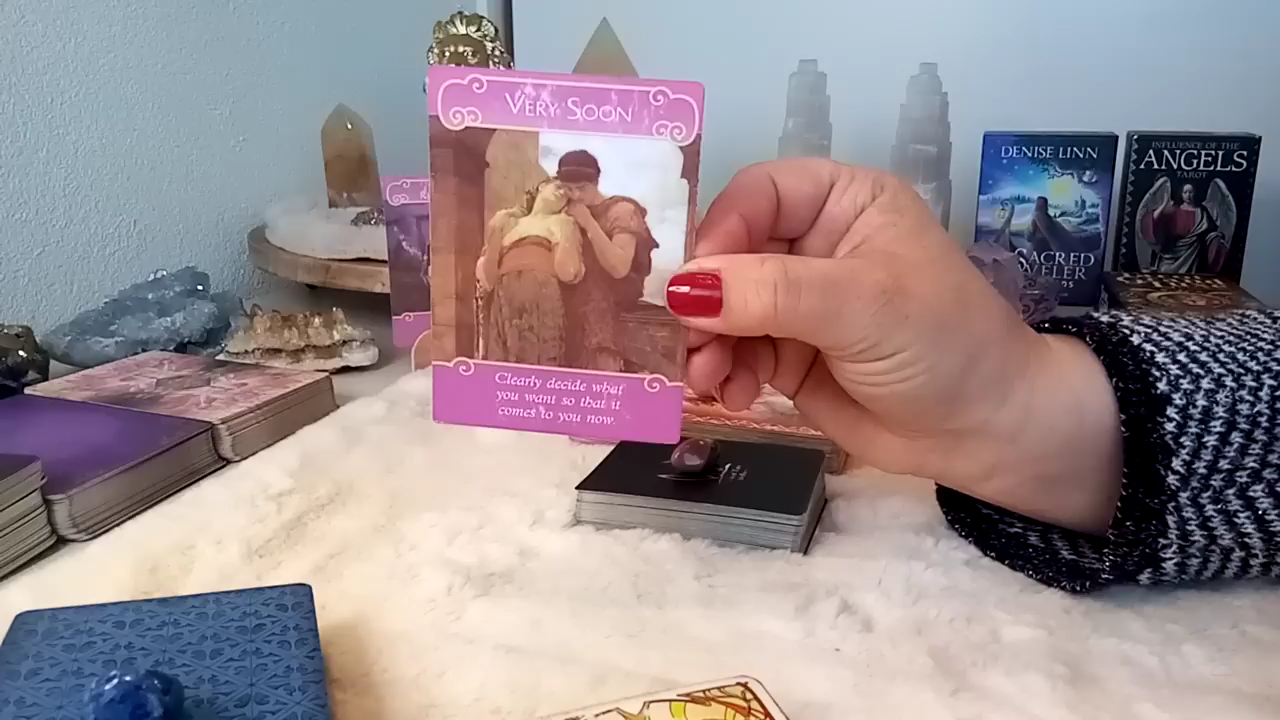 VERY SOON
Clearly decide what
you want so that it
comes to you now.
DENISE LINN
SACRED
INFLUENCE OF THE
ANGELS
TAROT